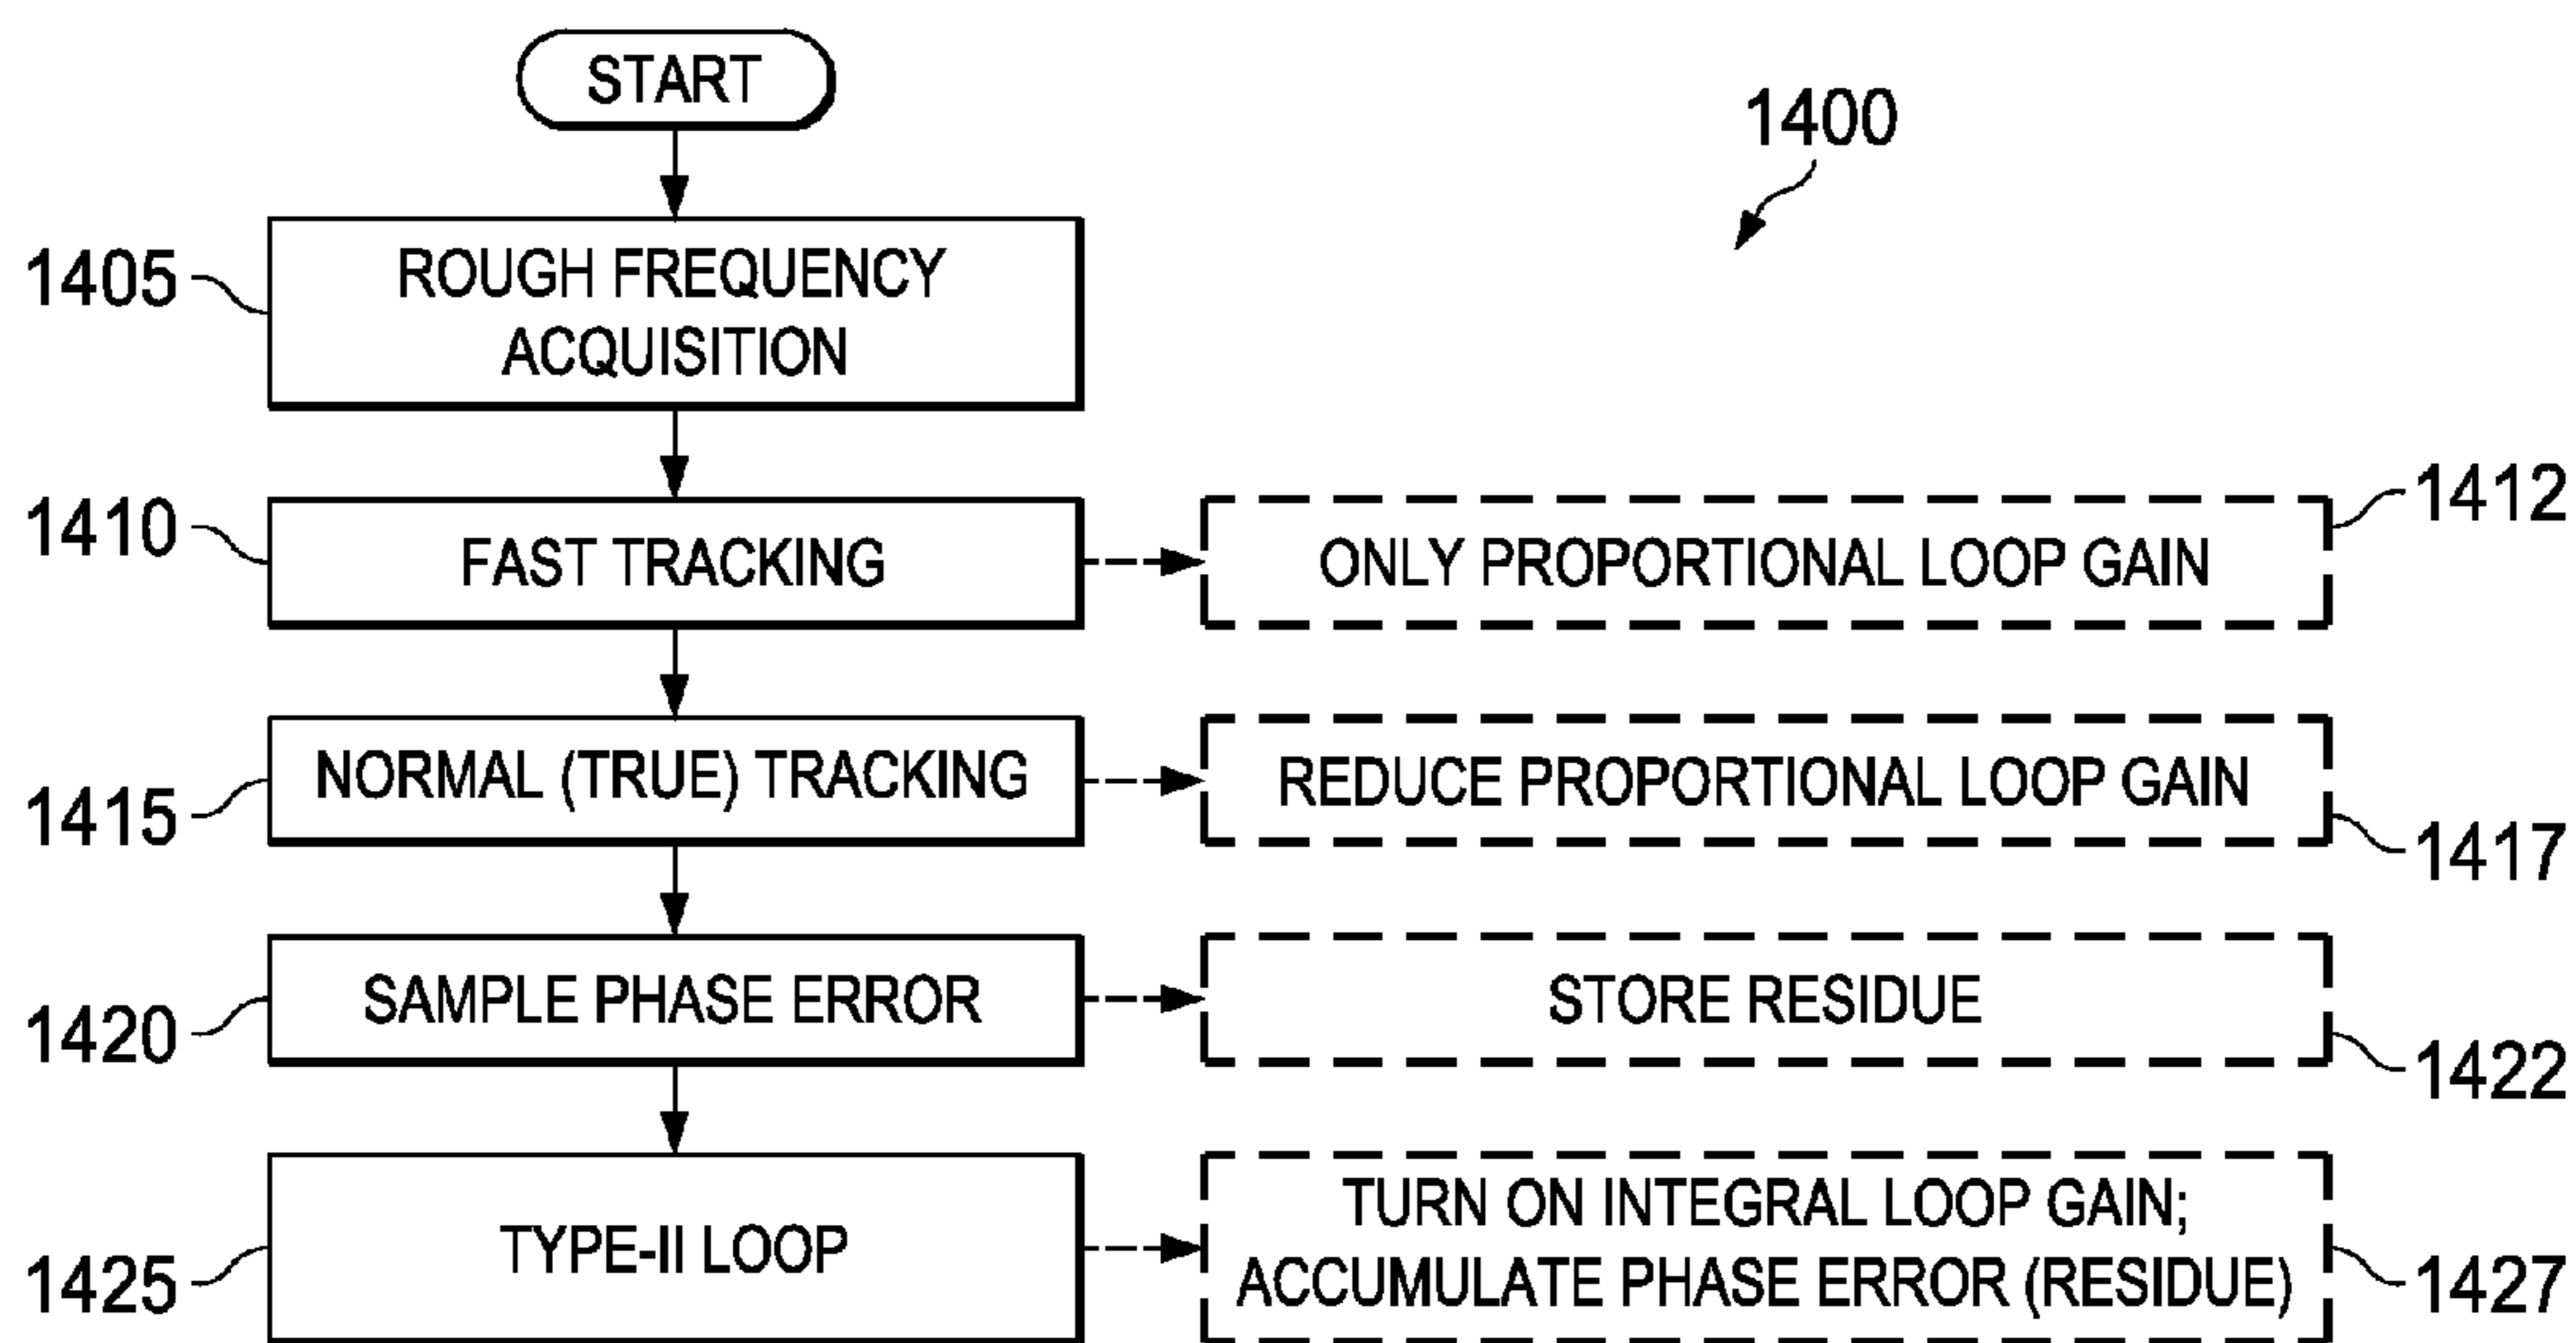 START
1400
1405
ROUGH FREQUENCY
ACQUISITION
1410
FAST TRACKING
ONLY PROPORTIONAL LOOP GAIN
1412
1415
NORMAL (TRUE) TRACKING
REDUCE PROPORTIONAL LOOP GAIN
1417
1420
SAMPLE PHASE ERROR
STORE RESIDUE
1422
1425
TYPE-II LOOP
TURN ON INTEGRAL LOOP GAIN;
ACCUMULATE PHASE ERROR (RESIDUE)
1427